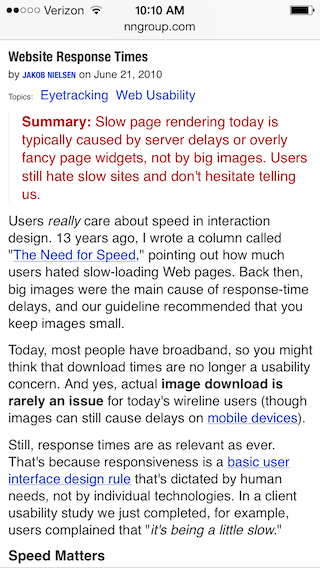 Verizon 10:10 AM
nngroup.com
Website Response Times
by JAKOB NIELSEN on June 21, 2010
Topics: Eyetracking Web Usability
Summary: Slow page rendering today is
typically caused by server delays or overly
fancy page widgets, not by big images. Users
still hate slow sites and don't hesitate telling
us.
Users really care about speed in interaction
design. 13 years ago, I wrote a column called
"The Need for Speed," pointing out how much
users hated slow-loading Web pages. Back then,
big images were the main cause of response-time
delays, and our guideline recommended that you
keep images small.
Today, most people have broadband, so you might
think that download times are no longer a usability
concern. And yes, actual image download is
rarely an issue for today's wireline users (though
images can still cause delays on mobile devices).
Still, response times are as relevant as ever.
That's because responsiveness is a basic user
interface design rule that's dictated by human
needs, not by individual technologies. In a client
usability study we just completed, for example,
users complained that "it's being a little slow."
Speed Matters